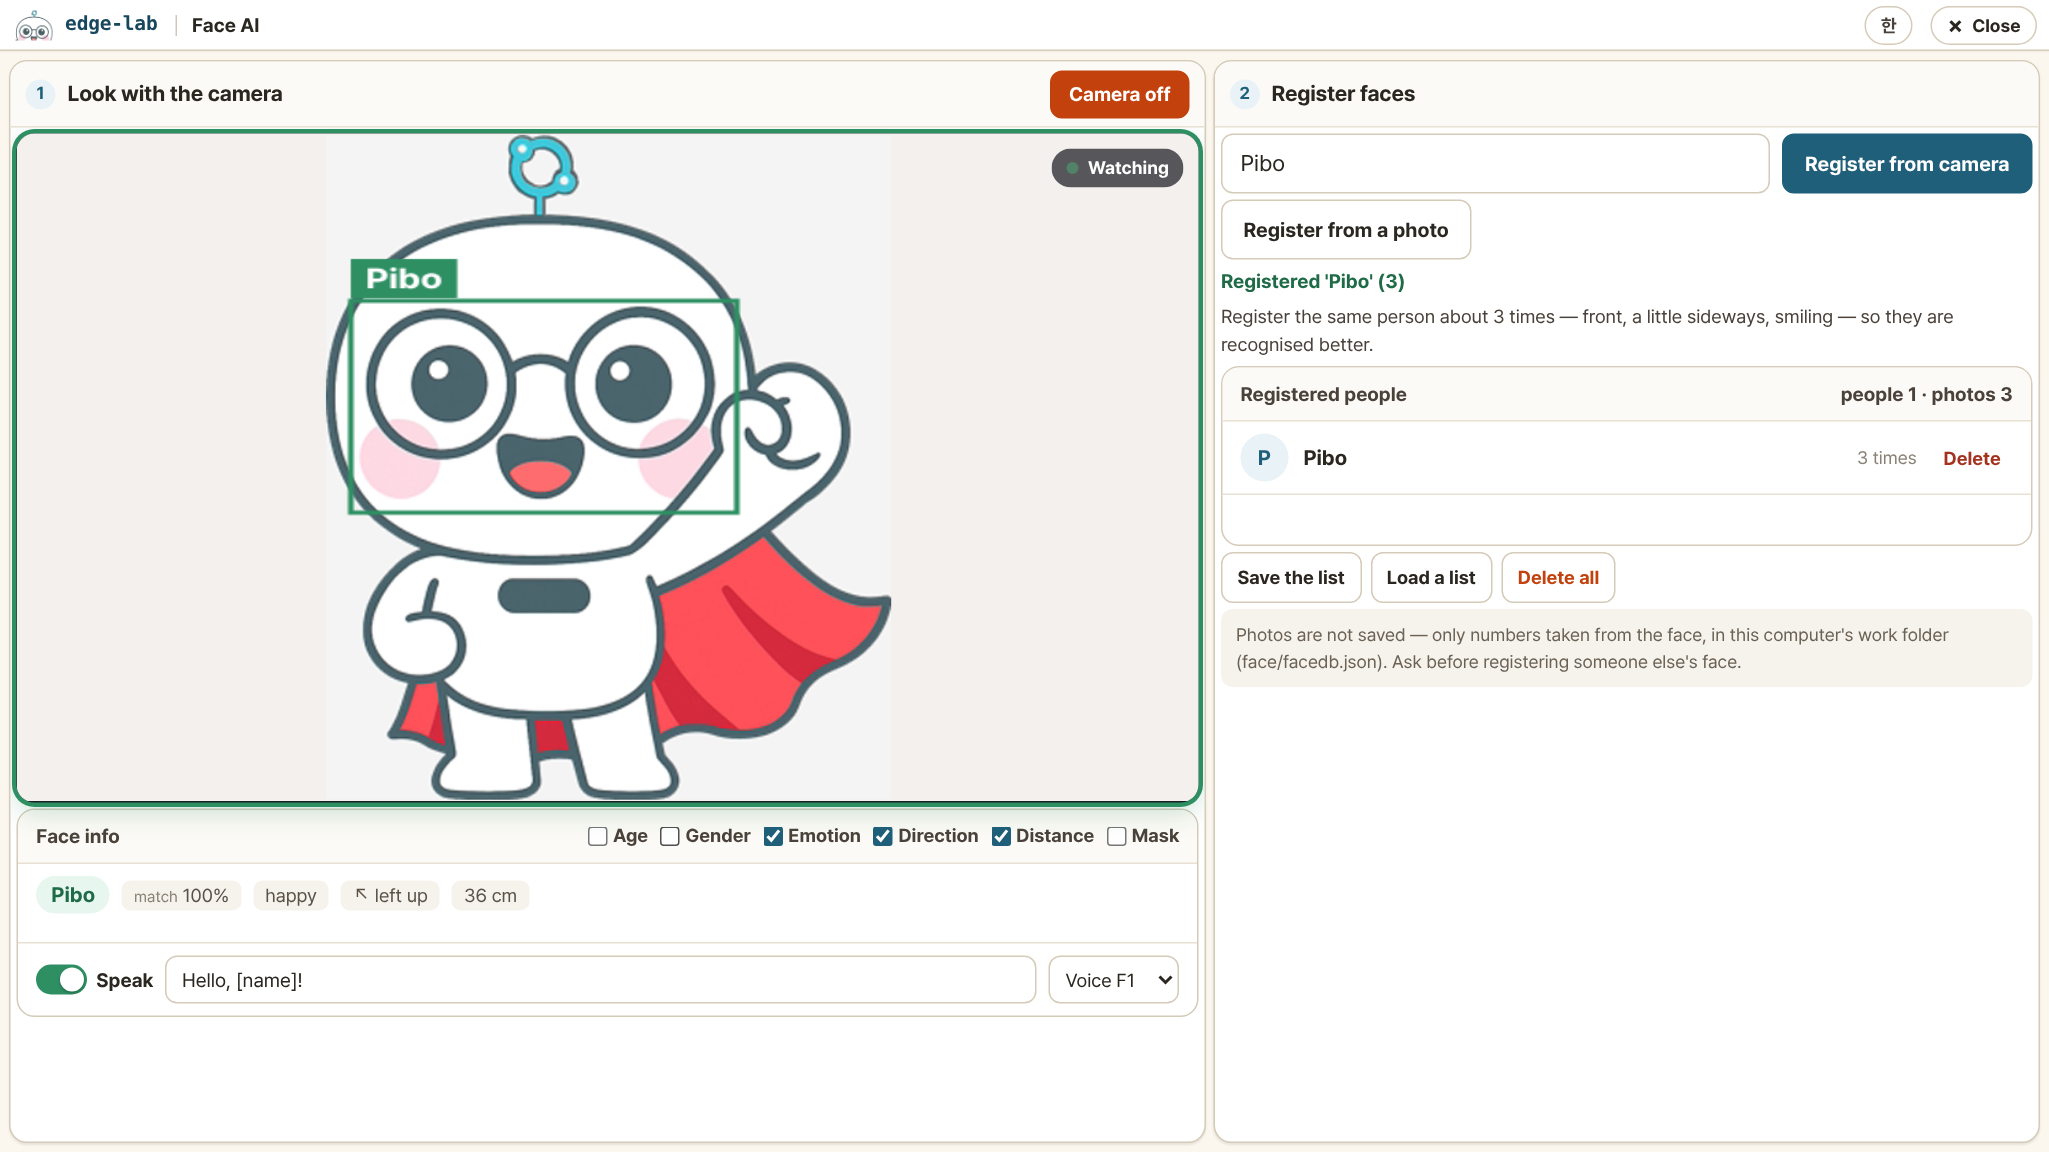 edge-lab
Face AI
한
× Close
1
Look with the camera
Camera off
Watching
Pibo
Face info
Age
Gender
Emotion
Direction
Distance
Mask
Pibo
match 100%
happy
↖ left up
36 cm
Speak
Hello, [name]!
Voice F1
2
Register faces
Pibo
Register from camera
Register from a photo
Registered 'Pibo' (3)
Register the same person about 3 times — front, a little sideways, smiling — so they are
recognised better.
Registered people
people 1 · photos 3
P
Pibo
3 times
Delete
Save the list
Load a list
Delete all
Photos are not saved — only numbers taken from the face, in this computer's work folder
(face/facedb.json). Ask before registering someone else's face.